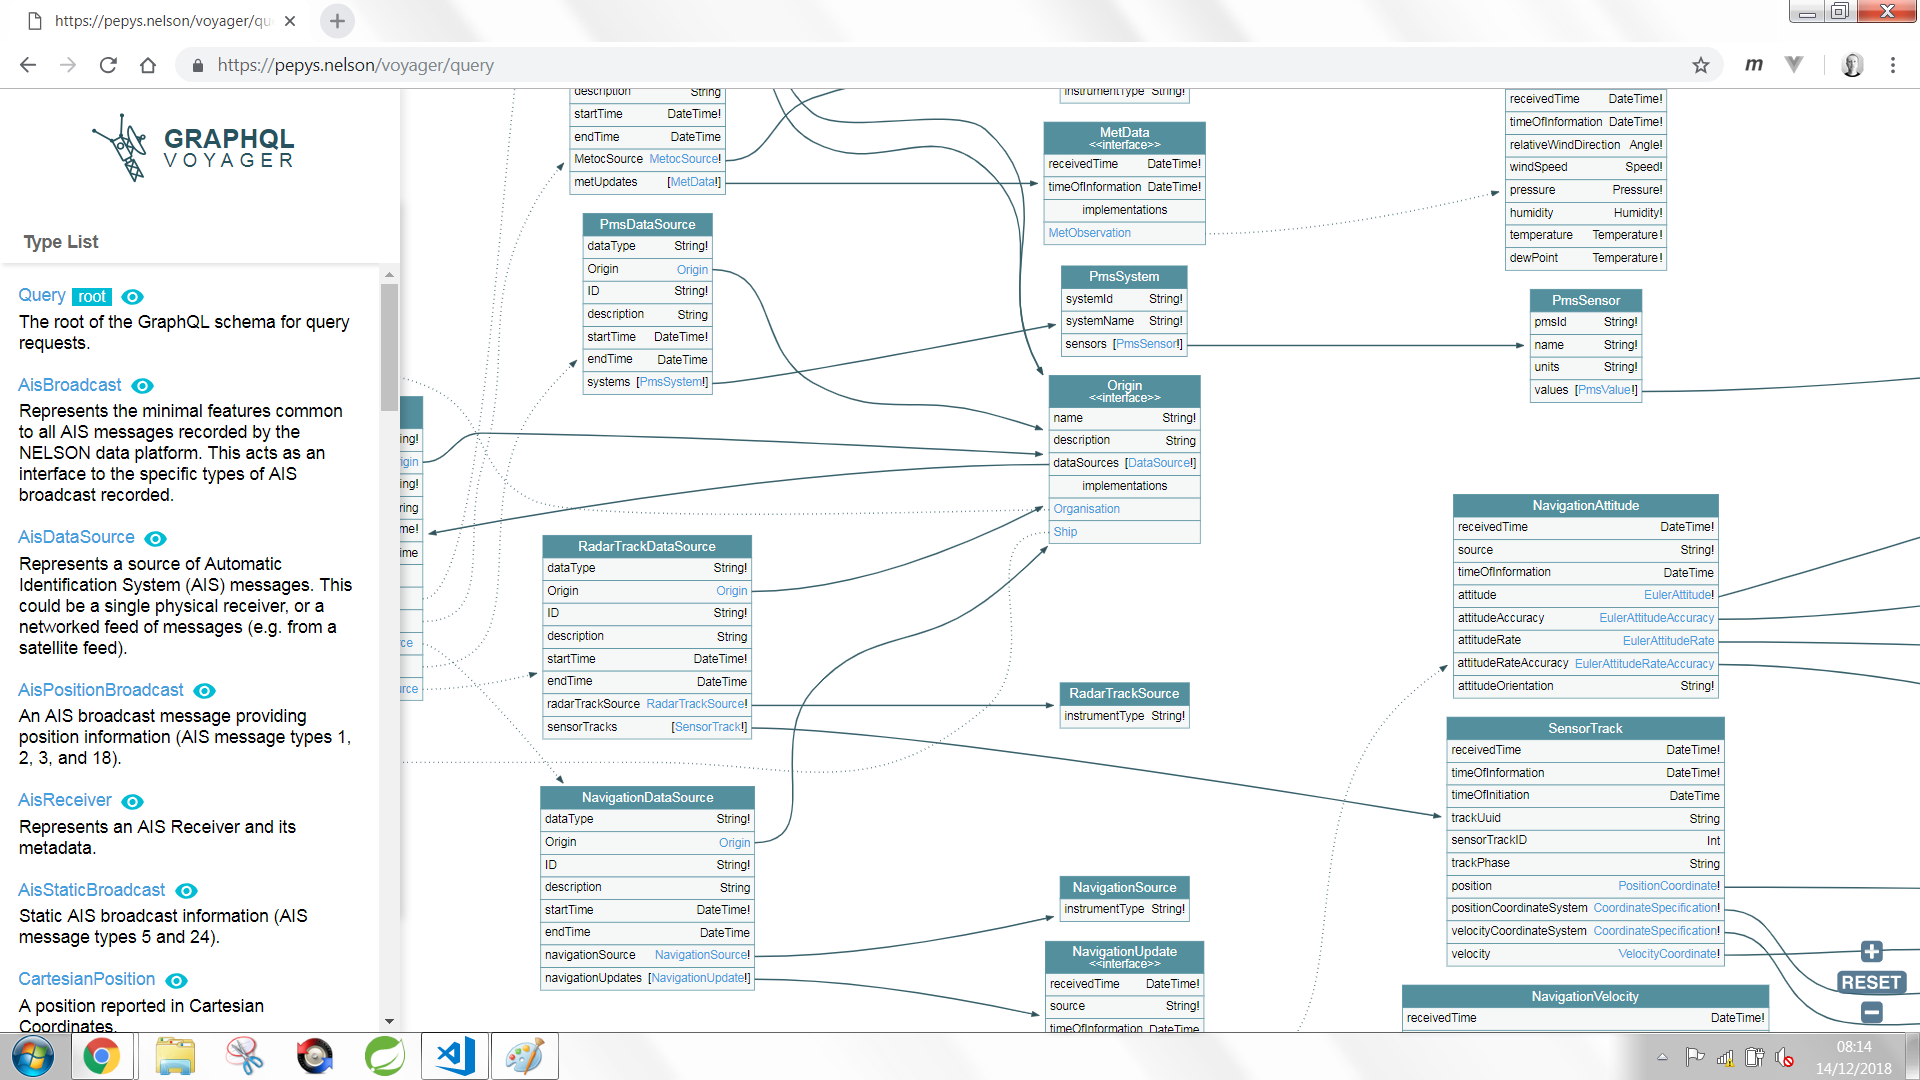 https://pepys.nelson/voyager/qu
https://pepys.nelson/voyager/query
m
GRAPHQL
VOYAGER
Type List
Query root
The root of the GraphQL schema for query
requests.
AisBroadcast
Represents the minimal features common
to all AIS messages recorded by the
NELSON data platform. This acts as an
interface to the specific types of AIS
broadcast recorded.
AisDataSource
Represents a source of Automatic
Identification System (AIS) messages. This
could be a single physical receiver, or a
networked feed of messages (e.g. from a
satellite feed).
AisPositionBroadcast
An AIS broadcast message providing
position information (AIS message types 1,
2, 3, and 18).
AisReceiver
Represents an AIS Receiver and its
metadata.
AisStaticBroadcast
Static AIS broadcast information (AIS
message types 5 and 24).
CartesianPosition
A position reported in Cartesian
Coordinates.
ing!
igin
ing!
ring
me!
ime
rce
urce
description String
startTime DateTime!
endTime DateTime
MetocSource MetocSource!
metUpdates [MetData!]
PmsDataSource
dataType String!
Origin Origin
ID String!
description String
startTime DateTime!
endTime DateTime
systems [PmsSystem!]
RadarTrackDataSource
dataType String!
Origin Origin
ID String!
description String
startTime DateTime!
endTime DateTime
radarTrackSource RadarTrackSource!
sensorTracks [SensorTrack!]
NavigationDataSource
dataType String!
Origin Origin
ID String!
description String
startTime DateTime!
endTime DateTime
navigationSource NavigationSource!
navigationUpdates [NavigationUpdate!]
instrumentType String!
MetData
<<interface>>
receivedTime DateTime!
timeOfInformation DateTime!
implementations
MetObservation
PmsSystem
systemId String!
systemName String!
sensors [PmsSensor!]
Origin
<<interface>>
name String!
description String
dataSources [DataSource!]
implementations
Organisation
Ship
RadarTrackSource
instrumentType String!
NavigationSource
instrumentType String!
NavigationUpdate
<<interface>>
receivedTime DateTime!
source String!
timeOfInformation DateTime
receivedTime DateTime!
timeOfInformation DateTime!
relativeWindDirection Angle!
windSpeed Speed!
pressure Pressure!
humidity Humidity!
temperature Temperature!
dewPoint Temperature!
PmsSensor
pmsId String!
name String!
units String!
values [PmsValue!]
NavigationAttitude
receivedTime DateTime!
source String!
timeOfInformation DateTime
attitude EulerAttitude!
attitudeAccuracy EulerAttitudeAccuracy
attitudeRate EulerAttitudeRate
attitudeRateAccuracy EulerAttitudeRateAccuracy
attitudeOrientation String!
SensorTrack
receivedTime DateTime!
timeOfInformation DateTime!
timeOfInitiation DateTime
trackUuid String
sensorTrackID Int
trackPhase String
position PositionCoordinate!
positionCoordinateSystem CoordinateSpecification!
velocityCoordinateSystem CoordinateSpecification!
velocity VelocityCoordinate!
NavigationVelocity
receivedTime DateTime!
RESET
08:14
14/12/2018